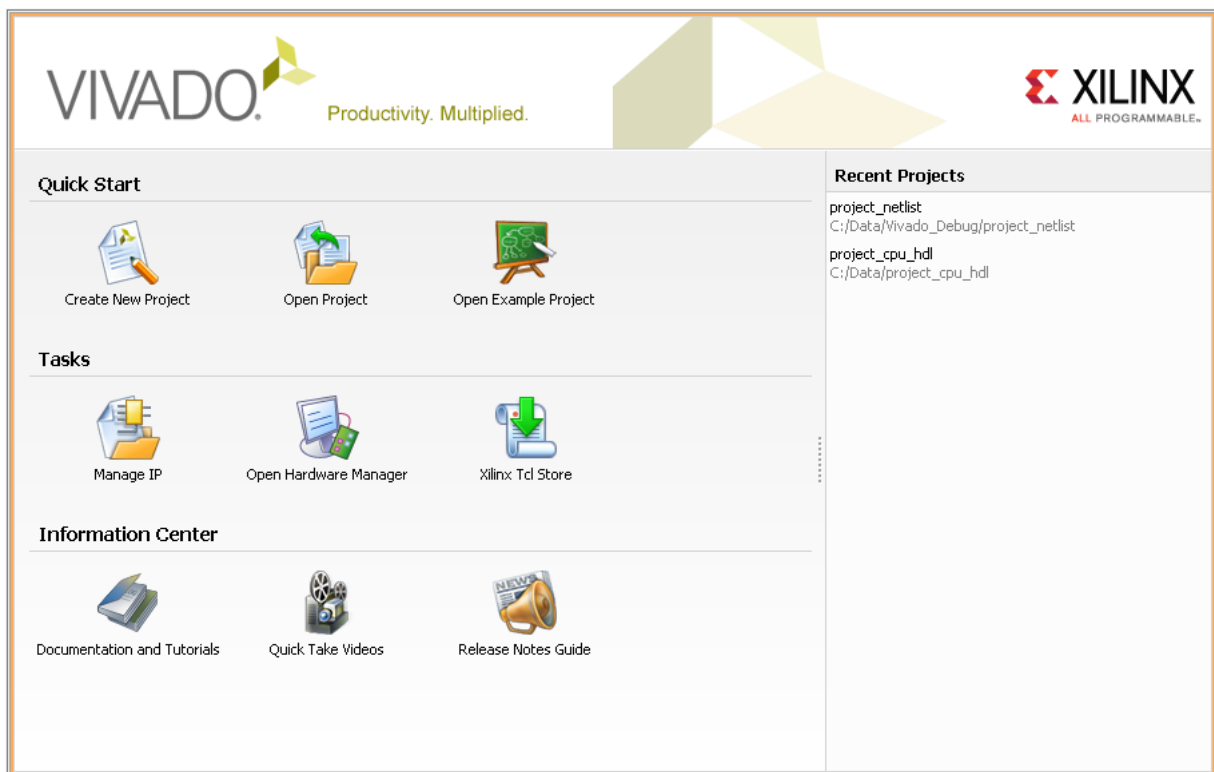 VIVADO.
Productivity. Multiplied.
XILINX
ALL PROGRAMMABLE™
Quick Start
Create New Project
Open Project
Open Example Project
Tasks
Manage IP
Open Hardware Manager
Xilinx Tcl Store
Information Center
NEWS
Documentation and Tutorials
Quick Take Videos
Release Notes Guide
Recent Projects
project_netlist
C:/Data/Vivado_Debug/project_netlist
project_cpu_hdl
C:/Data/project_cpu_hdl